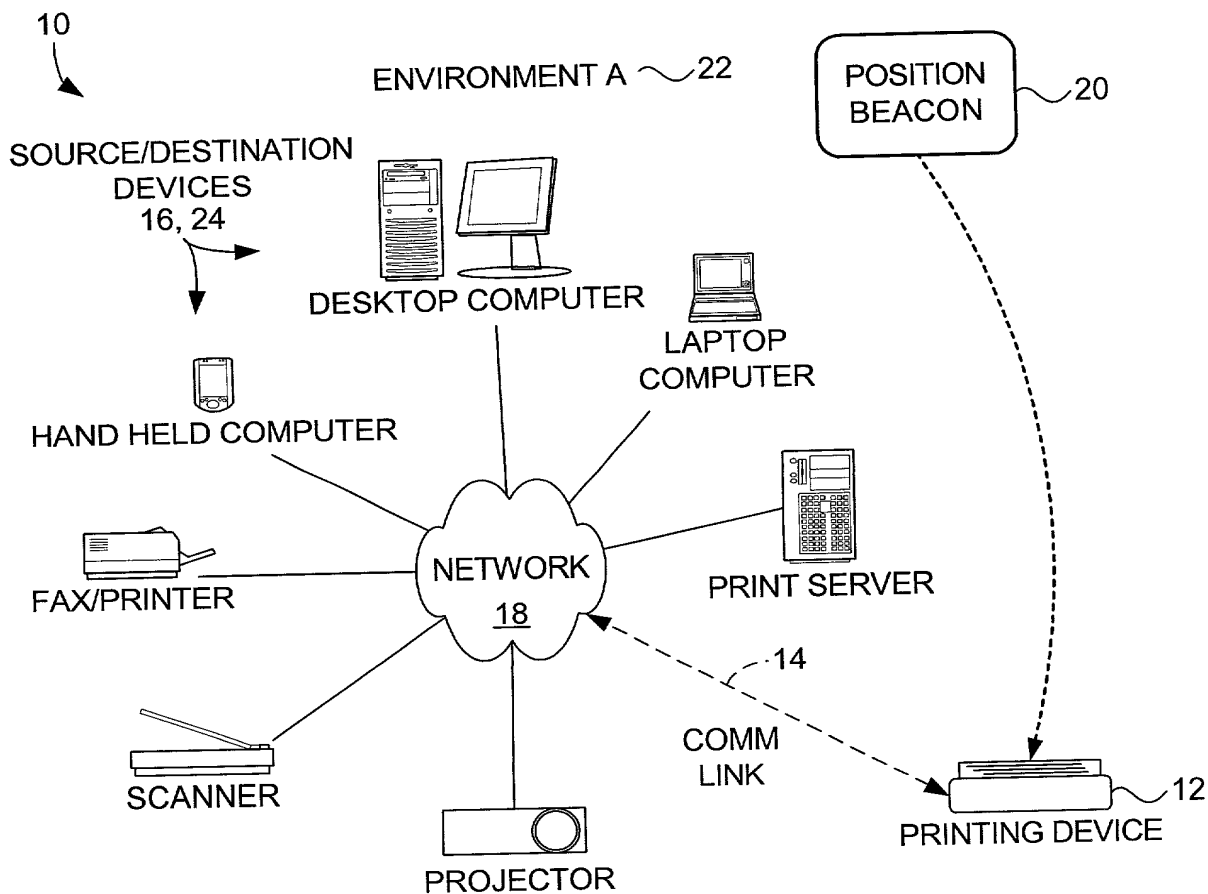 10
ENVIRONMENT A
22
POSITION
BEACON
20
SOURCE/DESTINATION
DEVICES
16, 24
DESKTOP COMPUTER
LAPTOP
COMPUTER
HAND HELD COMPUTER
NETWORK
18
PRINT SERVER
FAX/PRINTER
14
COMM
LINK
SCANNER
12
PRINTING DEVICE
PROJECTOR